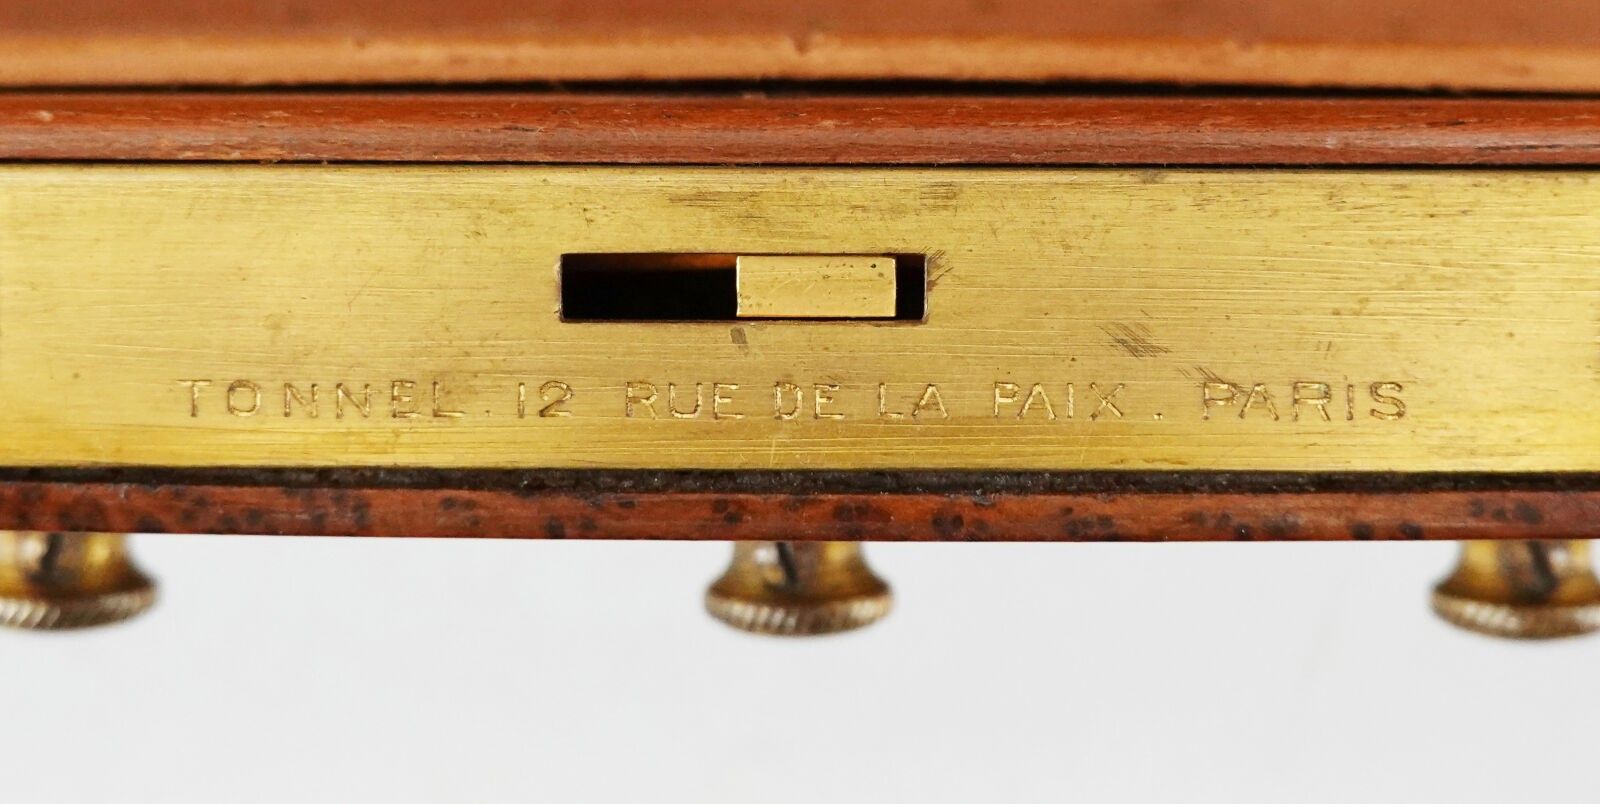 TONNEL. 12 RUE DE LA PAIX. PARIS